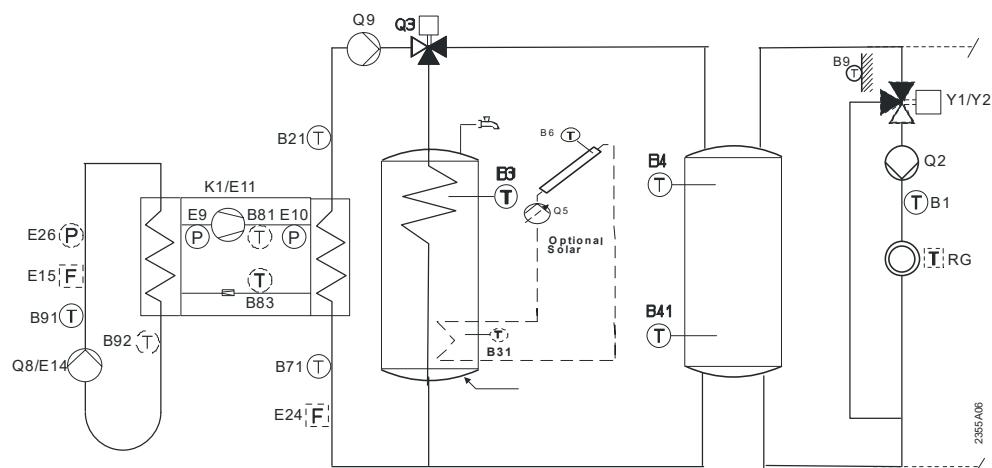 Q9
Q3
B9
T
Y1/Y2
B21
T
B6
T
B3
T
B4
T
Q2
K1/E11
T
B1
E9
B81
E10
Q5
E26
P
P
T
P
Optional
Solar
T
RG
E15
F
T
B83
B91
T
B92
T
T
B31
B41
T
Q8/E14
B71
T
E24
F
2355A06